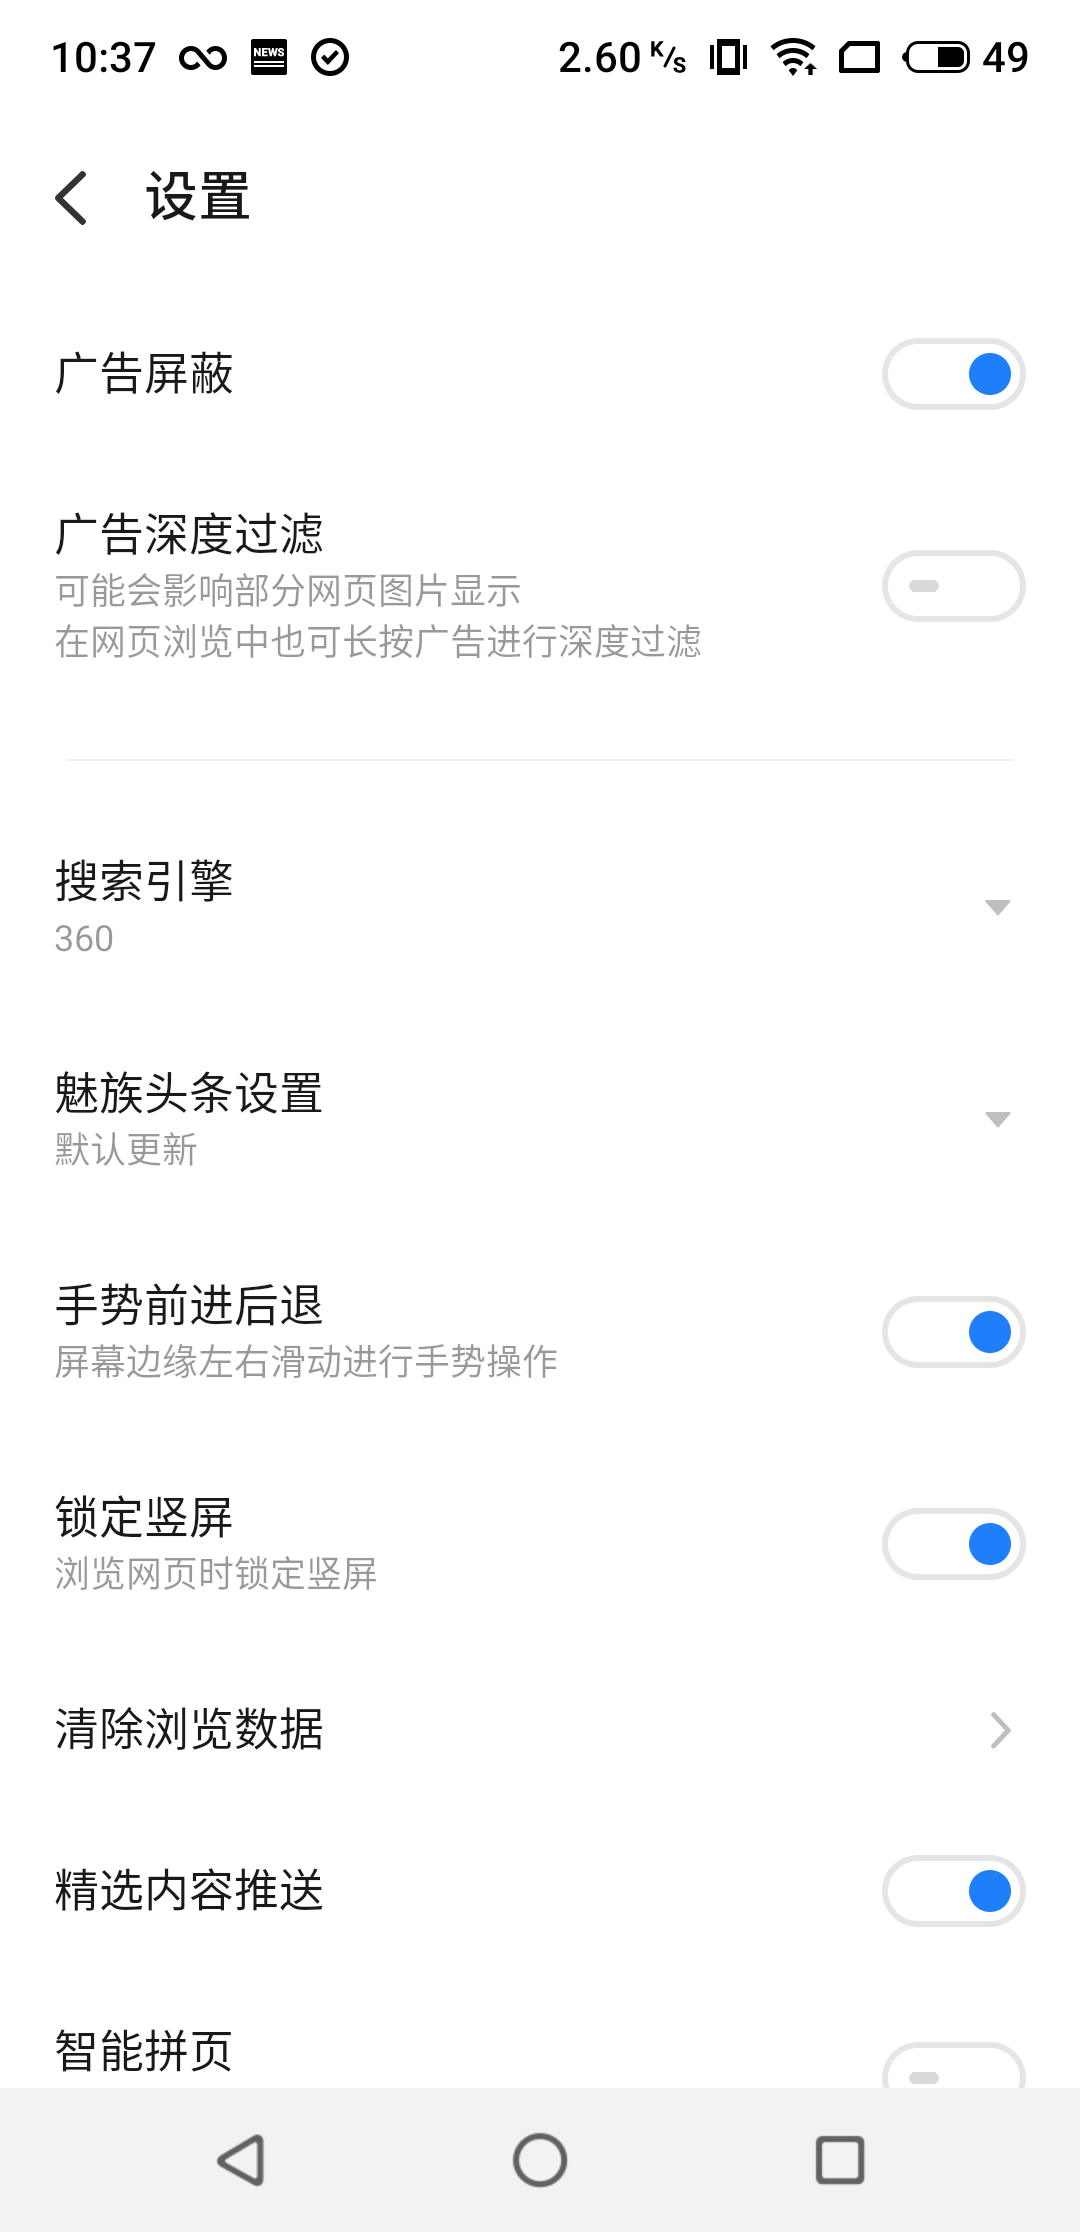 10:37 NEWS 2.60 K/s 49
设置
广告屏蔽
广告深度过滤
可能会影响部分网页图片显示
在网页浏览中也可长按广告进行深度过滤
搜索引擎
360
魅族头条设置
默认更新
手势前进后退
屏幕边缘左右滑动进行手势操作
锁定竖屏
浏览网页时锁定竖屏
清除浏览数据
精选内容推送
智能拼页